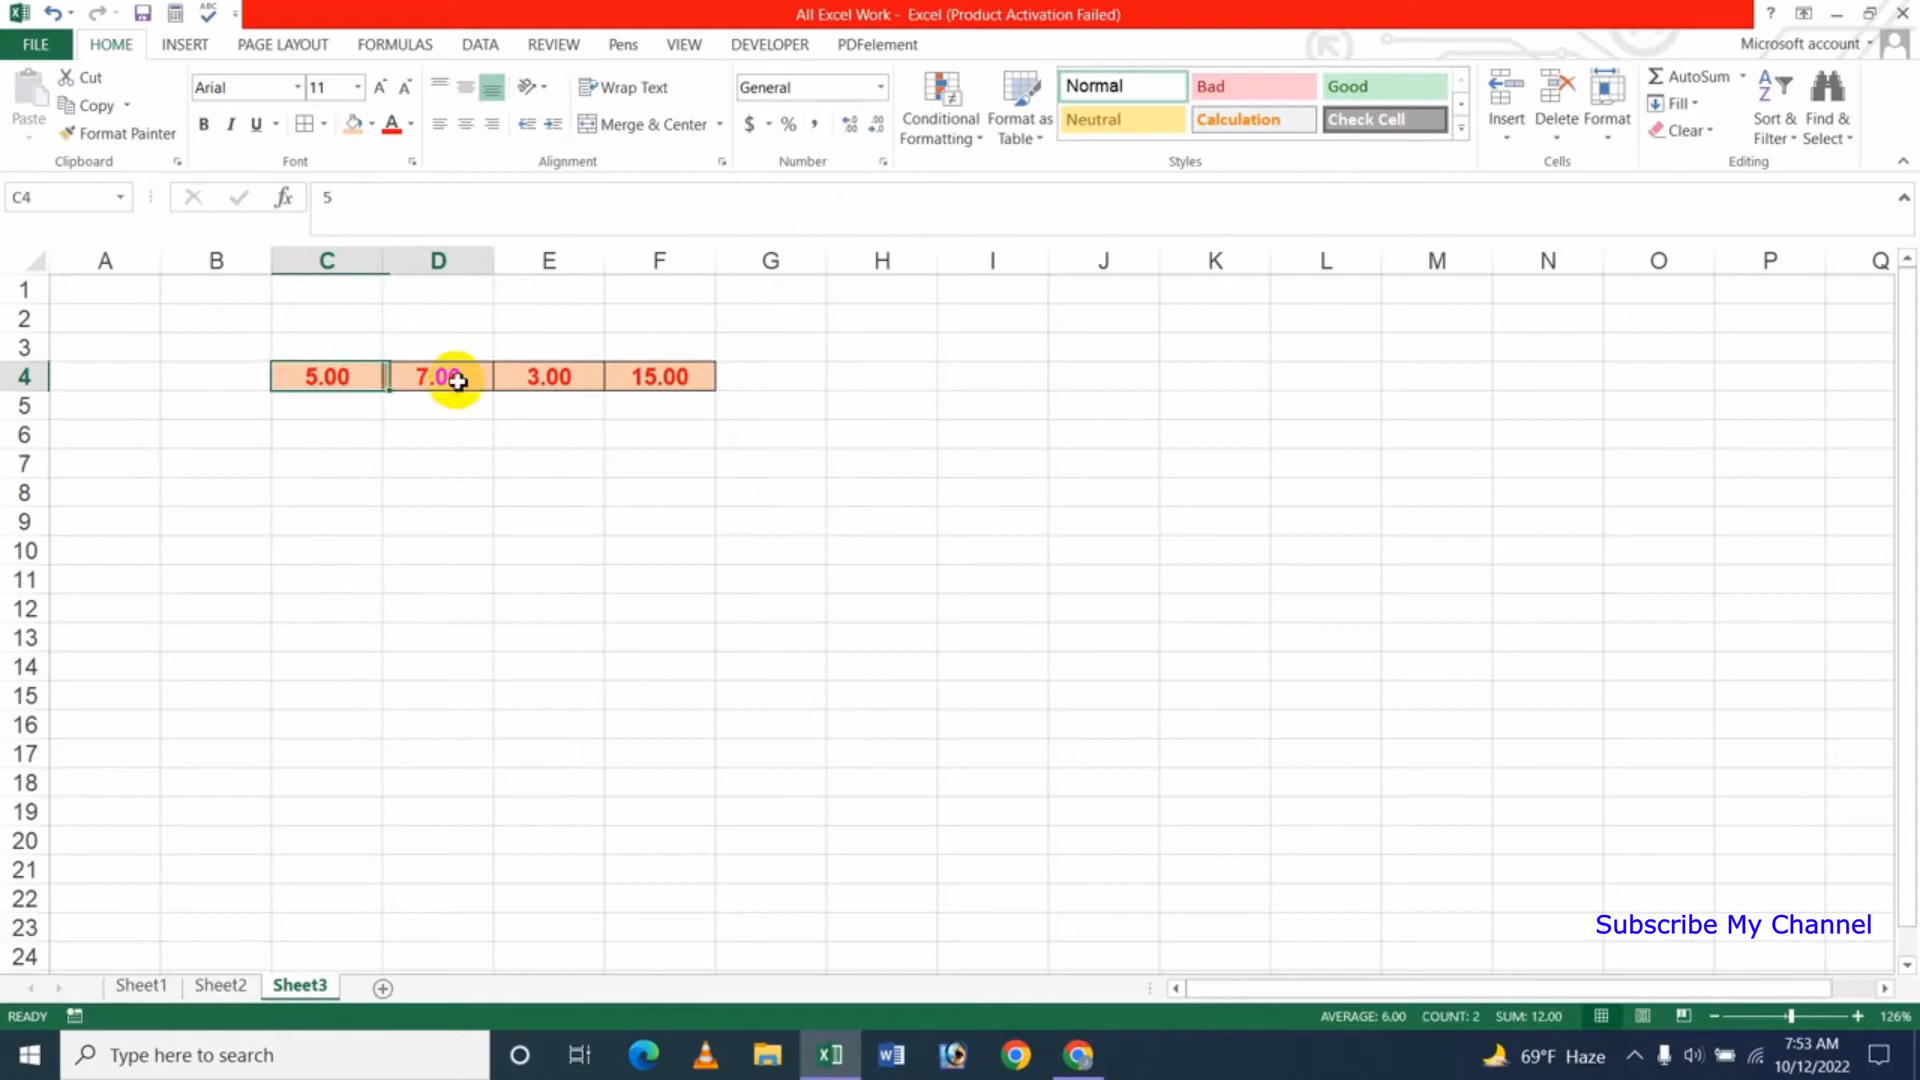 All Excel Work - Excel (Product Activation Failed)
FILE HOME INSERT PAGE LAYOUT FORMULAS DATA REVIEW Pens VIEW DEVELOPER PDFelement Microsoft account
Paste
Cut
Copy
Format Painter
Clipboard
Arial 11
B I U A
Font
Wrap Text
Merge & Center
Alignment
General
$ % ,
Number
Conditional Formatting
Format as Table
Normal Bad Good
Neutral Calculation Check Cell
Styles
Insert Delete Format
Cells
AutoSum
Fill
Clear
Sort & Filter
Find & Select
Editing
C4 fx 5
A B C D E F G H I J K L M N O P Q
1
2
3
4 5.00 7.00 3.00 15.00
5
6
7
8
9
10
11
12
13
14
15
16
17
18
19
20
21
22
23
Subscribe My Channel
24
Sheet1 Sheet2 Sheet3
READY AVERAGE: 6.00 COUNT: 2 SUM: 12.00 126%
Type here to search 69°F Haze 7:53 AM
10/12/2022